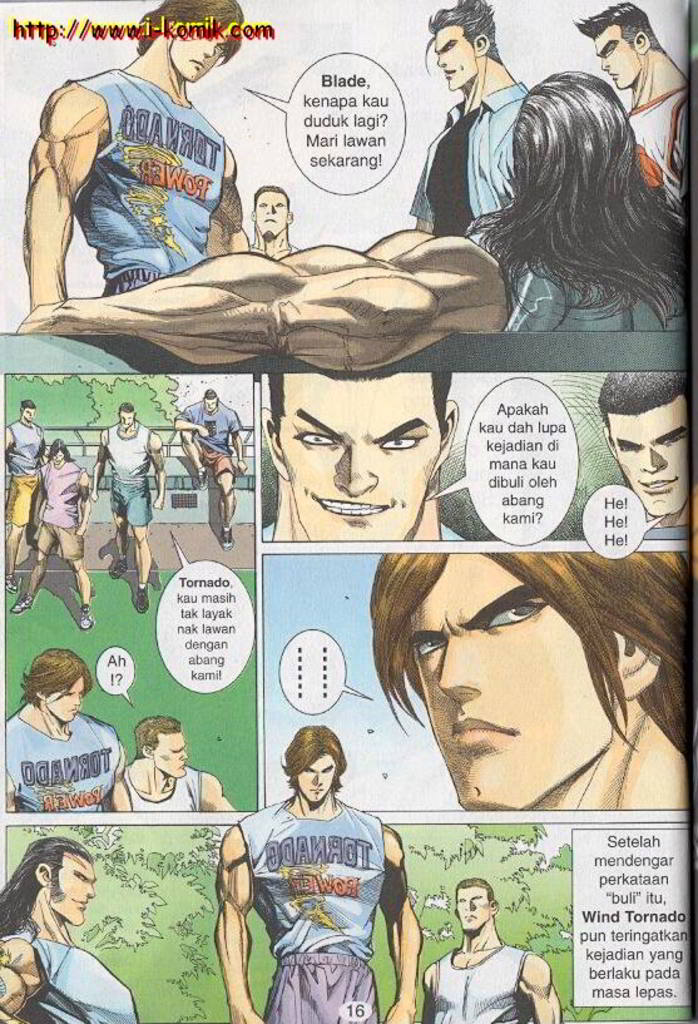 http://www.i-komik.com
Blade,
kenapa kau
duduk lagi?
Mari lawan
sekarang!
TORNADO
POWER
Apakah
kau dah lupa
kejadian di
mana kau
dibuli oleh
abang
kami?
He!
He!
He!
Tornado,
kau masih
tak layak
nak lawan
dengan
abang
kami!
Ah
!?
TORNADO
POWER
TORNADO
POWER
Setelah
mendengar
perkataan
"buli" itu,
Wind Tornado
pun teringatkan
kejadian yang
berlaku pada
masa lepas.
16